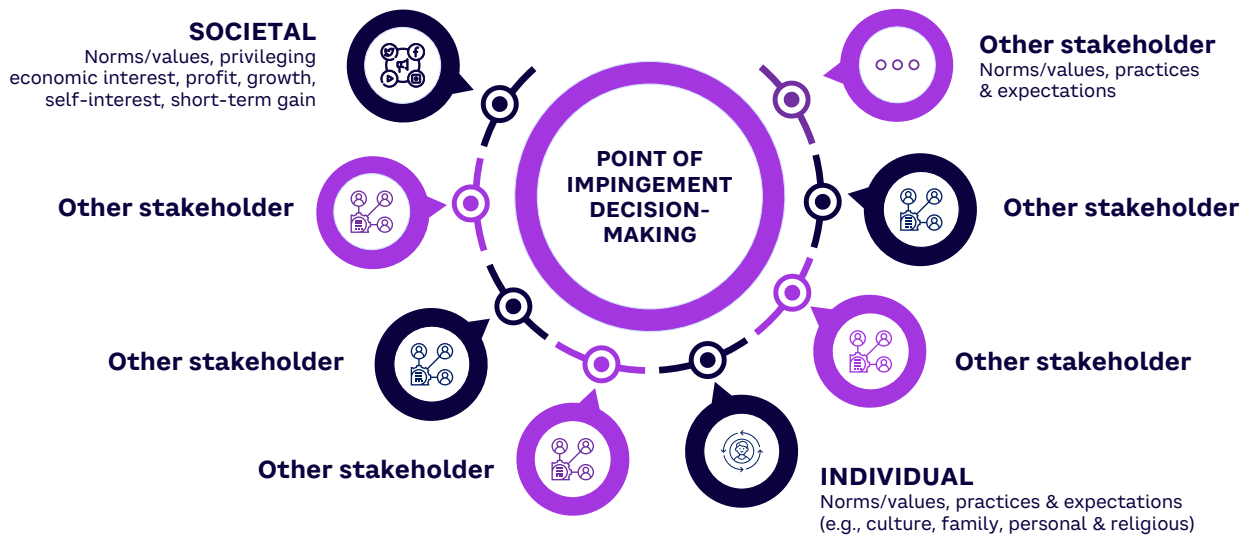 SOCIETAL
Norms/values, privileging
economic interest, profit, growth,
self-interest, short-term gain
Other stakeholder
Norms/values, practices
& expectations
POINT OF
IMPINGEMENT
DECISION-
MAKING
Other stakeholder
Other stakeholder
Other stakeholder
Other stakeholder
Other stakeholder
INDIVIDUAL
Norms/values, practices & expectations
(e.g., culture, family, personal & religious)